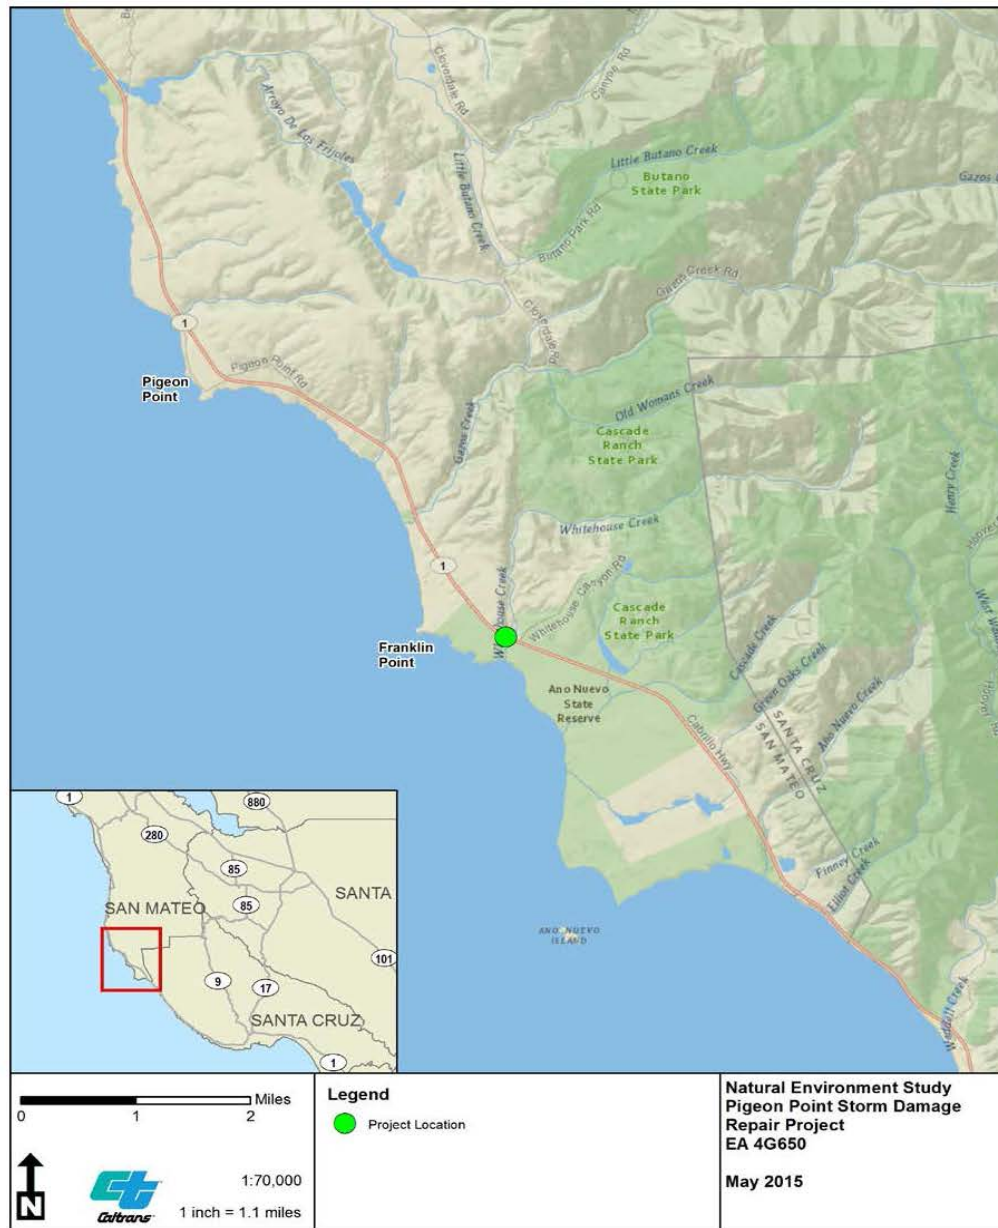 Arroyo De Los Frijoles
Cloverdale Rd
Canyon Rd
Little Butano Creek
Little Butano Creek
Butano
State Park
Butano Park Rd
Gazos Creek Rd
Cloverdale Rd
1
Pigeon Point Rd
Pigeon
Point
Gazos Creek
Old Womans Creek
Cascade
Ranch
State Park
Henry Creek
Whitehouse Creek
1
Whitehouse Canyon Rd
Cascade
Ranch
State Park
Franklin
Point
Ano Nuevo
State
Reserve
Cascade Creek
Green Oaks Creek
Ano Nuevo Creek
Cabrillo Hwy
SANTA CRUZ
SAN MATEO
Finney Creek
Elliot Creek
ANO NUEVO
ISLAND
Waddell Creek
1
880
280
85
SANTA
SAN MATEO
85
101
9
17
SANTA CRUZ
1
Miles
0 1 2
N
Caltrans
1:70,000
1 inch = 1.1 miles
Legend
Project Location
Natural Environment Study
Pigeon Point Storm Damage
Repair Project
EA 4G650
May 2015